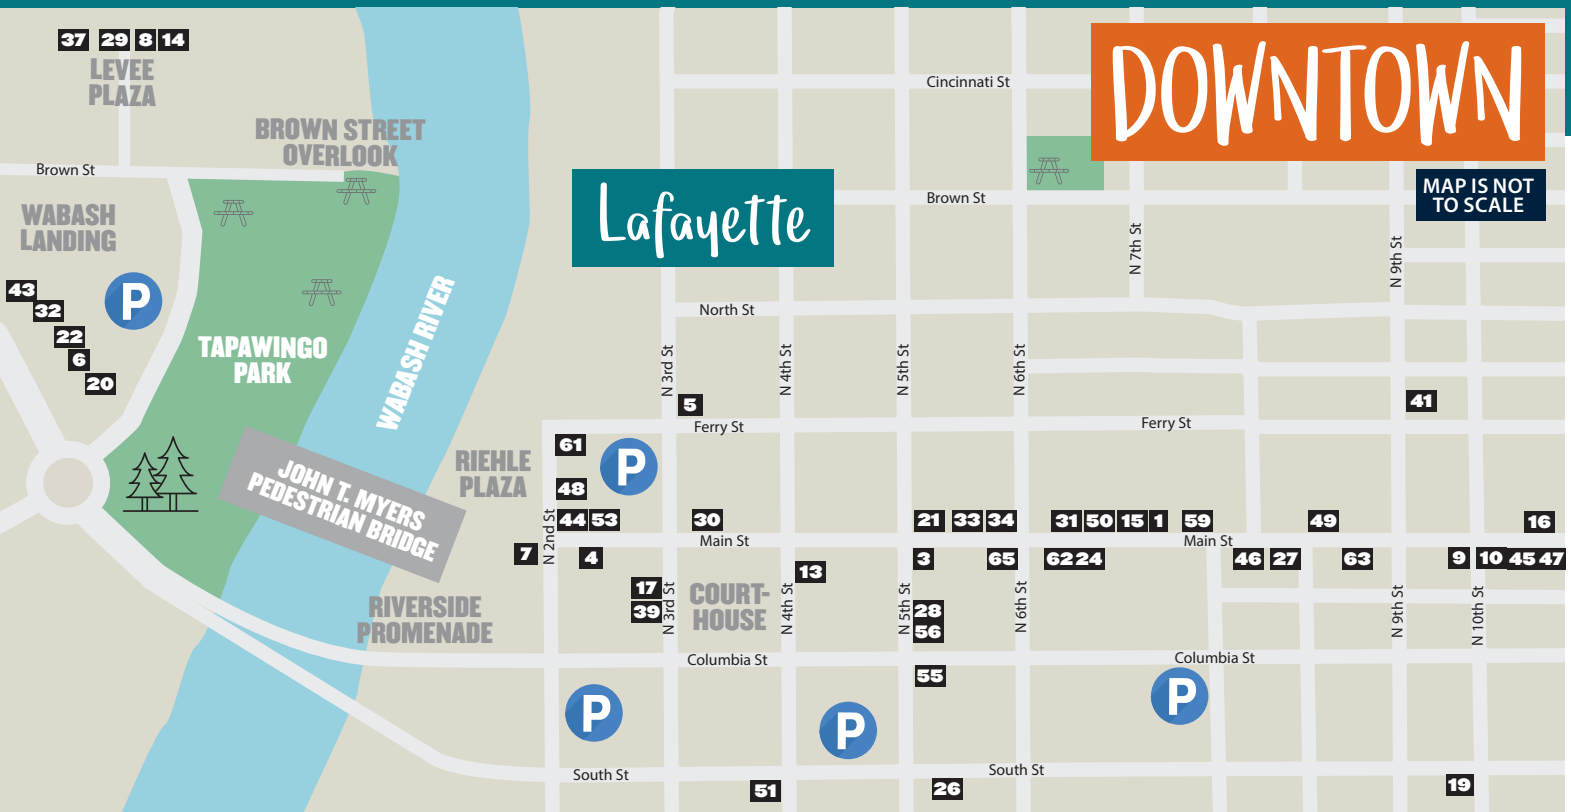 37 29 8 14
LEVEE
PLAZA
BROWN STREET
OVERLOOK
Brown St
WABASH
LANDING
43
32
22
6
20
P
TAPAWINGO
PARK
WABASH RIVER
JOHN T. MYERS
PEDESTRIAN BRIDGE
RIEHLE
PLAZA
RIVERSIDE
PROMENADE
Lafayette
DOWNTOWN
MAP IS NOT
TO SCALE
Cincinnati St
Brown St
N 7th St
N 9th St
North St
N 3rd St
N 4th St
N 5th St
N 6th St
5
41
Ferry St
Ferry St
61
P
48
44 53
30
21 33 34
31 50 15 1
59
49
16
N 2nd St
Main St
Main St
7
4
13
3
65
62 24
46 27
63
9 10 45 47
17
39
N 3rd St
COURT-
HOUSE
N 4th St
N 5th St
28
56
N 6th St
N 9th St
N 10th St
Columbia St
Columbia St
55
P
P
P
South St
South St
51
26
19